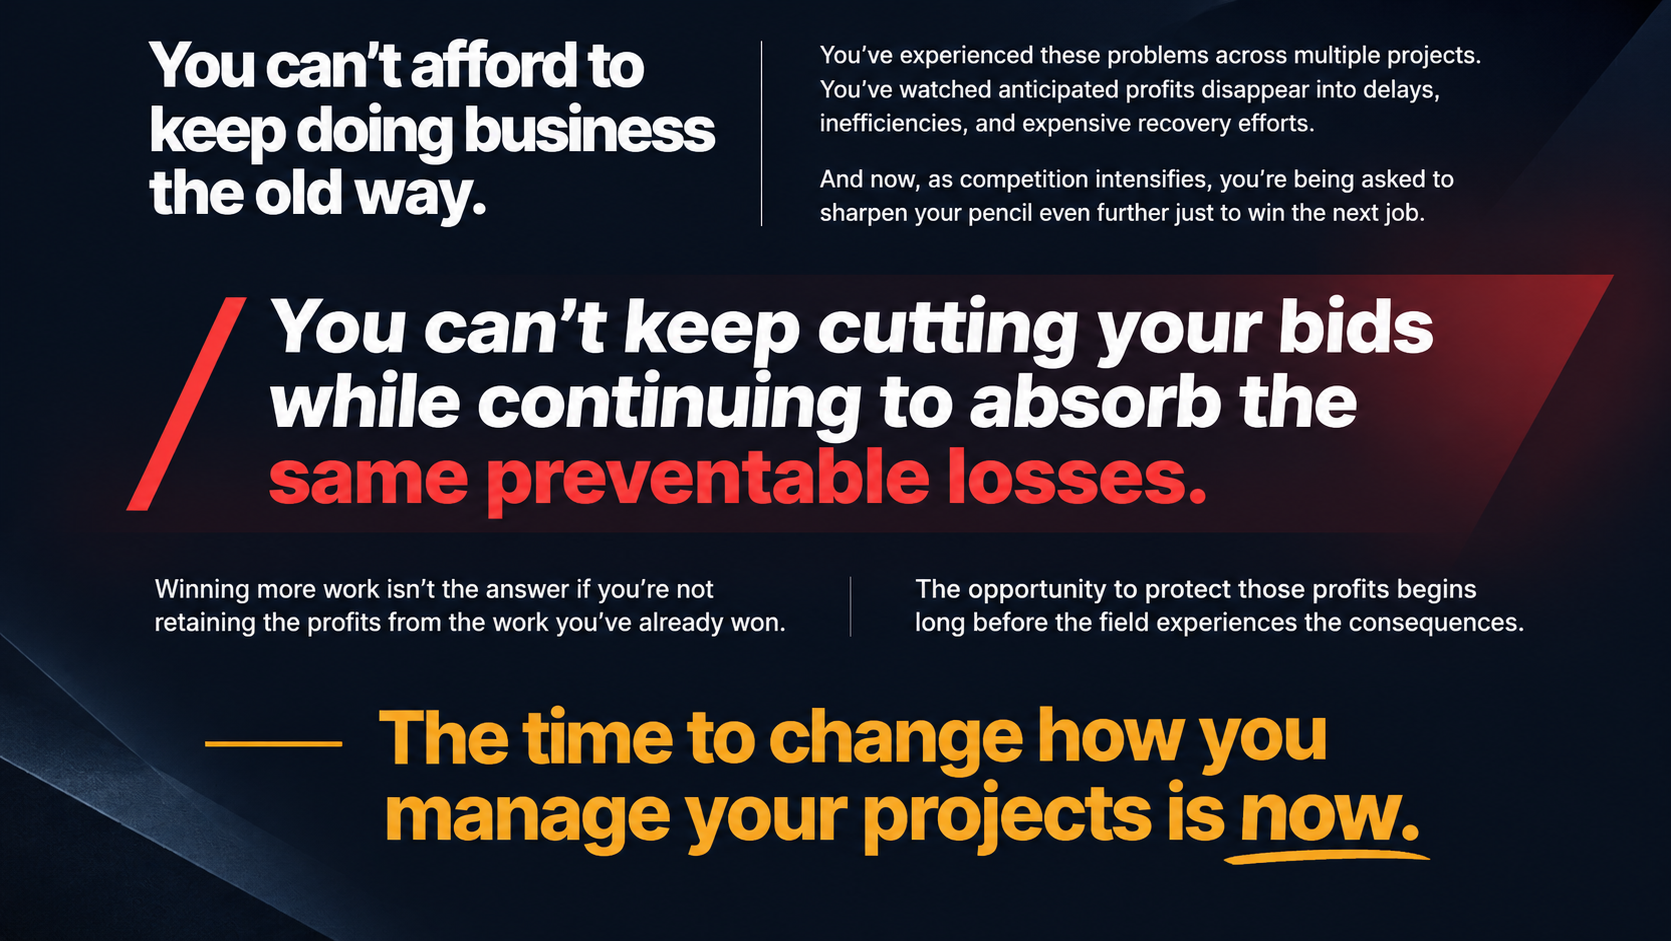 You can’t afford to
keep doing business
the old way.
You’ve experienced these problems across multiple projects.
You’ve watched anticipated profits disappear into delays,
inefficiencies, and expensive recovery efforts.
And now, as competition intensifies, you’re being asked to
sharpen your pencil even further just to win the next job.
You can’t keep cutting your bids
while continuing to absorb the
same preventable losses.
Winning more work isn’t the answer if you’re not
retaining the profits from the work you’ve already won.
The opportunity to protect those profits begins
long before the field experiences the consequences.
The time to change how you
manage your projects is now.